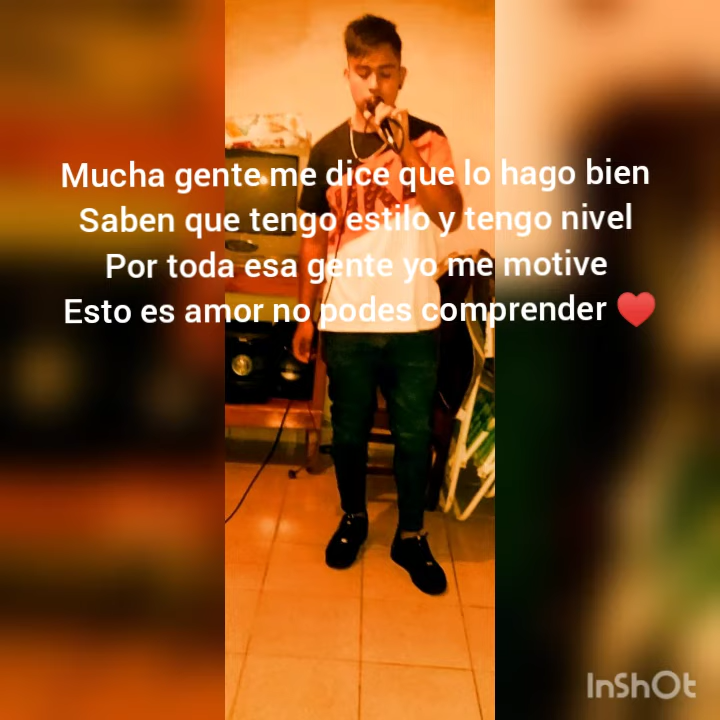 Mucha gente me dice que lo hago bien
Saben que tengo estilo y tengo nivel
Por toda esa gente yo me motive
Esto es amor no podes comprender ❤️
InShOt